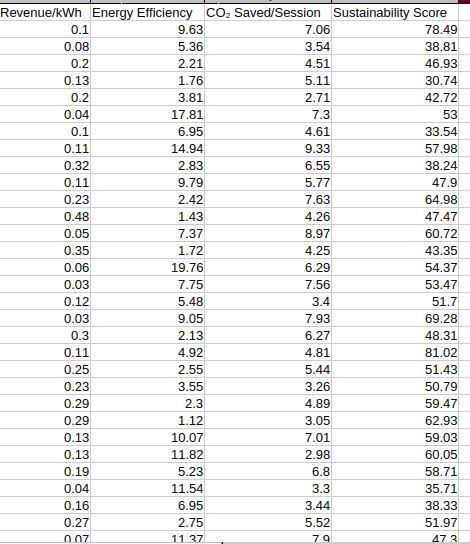 Revenue/kWh Energy Efficiency CO₂ Saved/Session Sustainability Score
0.1 9.63 7.06 78.49
0.08 5.36 3.54 38.81
0.2 2.21 4.51 46.93
0.13 1.76 5.11 30.74
0.2 3.81 2.71 42.72
0.04 17.81 7.3 53
0.1 6.95 4.61 33.54
0.11 14.94 9.33 57.98
0.32 2.83 6.55 38.24
0.11 9.79 5.77 47.9
0.23 2.42 7.63 64.98
0.48 1.43 4.26 47.47
0.05 7.37 8.97 60.72
0.35 1.72 4.25 43.35
0.06 19.76 6.29 54.37
0.03 7.75 7.56 53.47
0.12 5.48 3.4 51.7
0.03 9.05 7.93 69.28
0.3 2.13 6.27 48.31
0.11 4.92 4.81 81.02
0.25 2.55 5.44 51.43
0.23 3.55 3.26 50.79
0.29 2.3 4.89 59.47
0.29 1.12 3.05 62.93
0.13 10.07 7.01 59.03
0.13 11.82 2.98 60.05
0.19 5.23 6.8 58.71
0.04 11.54 3.3 35.71
0.16 6.95 3.44 38.33
0.27 2.75 5.52 51.97
0.07 11.37 7.9 47.3